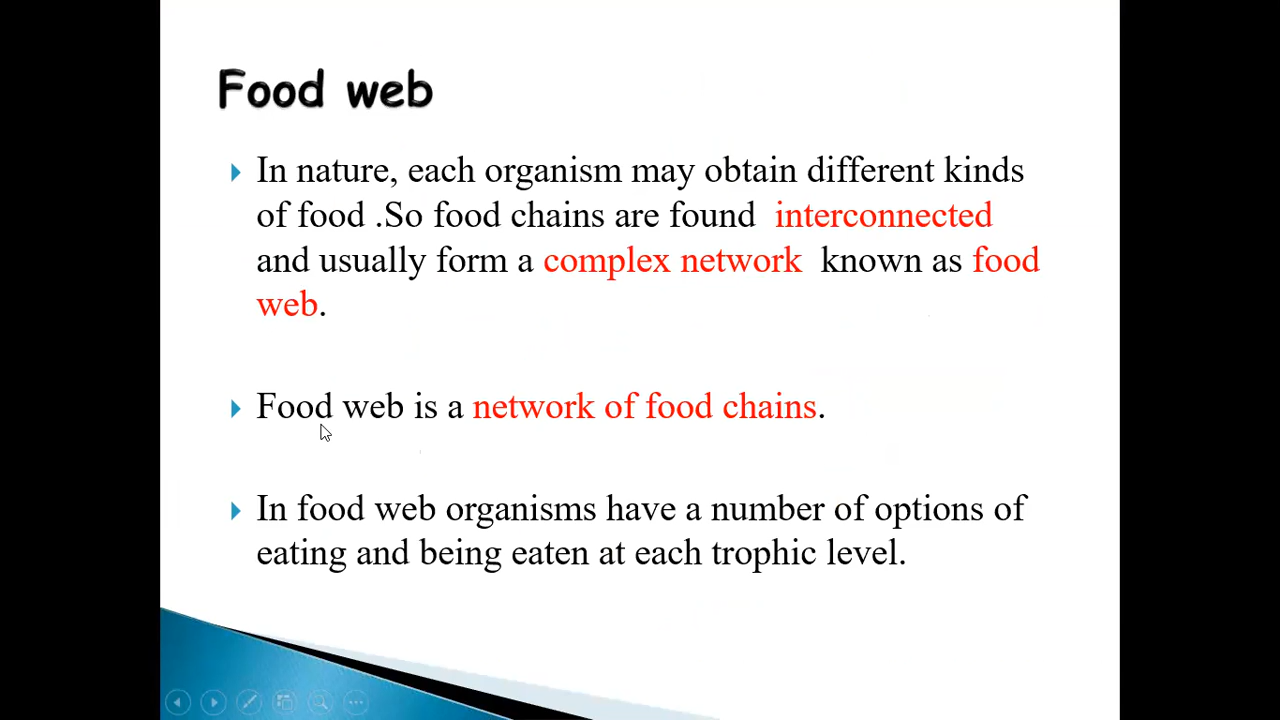 Food web
In nature, each organism may obtain different kinds
of food .So food chains are found interconnected
and usually form a complex network known as food
web.
Food web is a network of food chains.
In food web organisms have a number of options of
eating and being eaten at each trophic level.